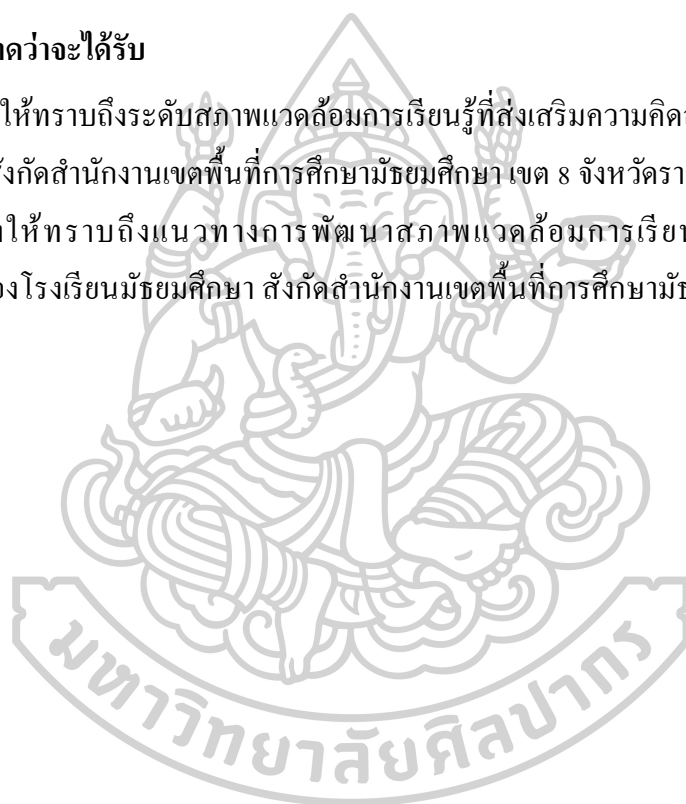 าดว่าจะได้รับ
ให้ทราบถึงระดับสภาพแวดล้อมการเรียนรู้ที่ส่งเสริมความคิด
ังกัดสำนักงานเขตพื้นที่การศึกษามัธยมศึกษา เขต 8 จังหวัดรา
ให้ทราบถึงแนวทางการพัฒนาสภาพแวดล้อมการเรียน
องโรงเรียนมัธยมศึกษา สังกัดสำนักงานเขตพื้นที่การศึกษามัธ
มหาวิทยาลัยศิลปากร